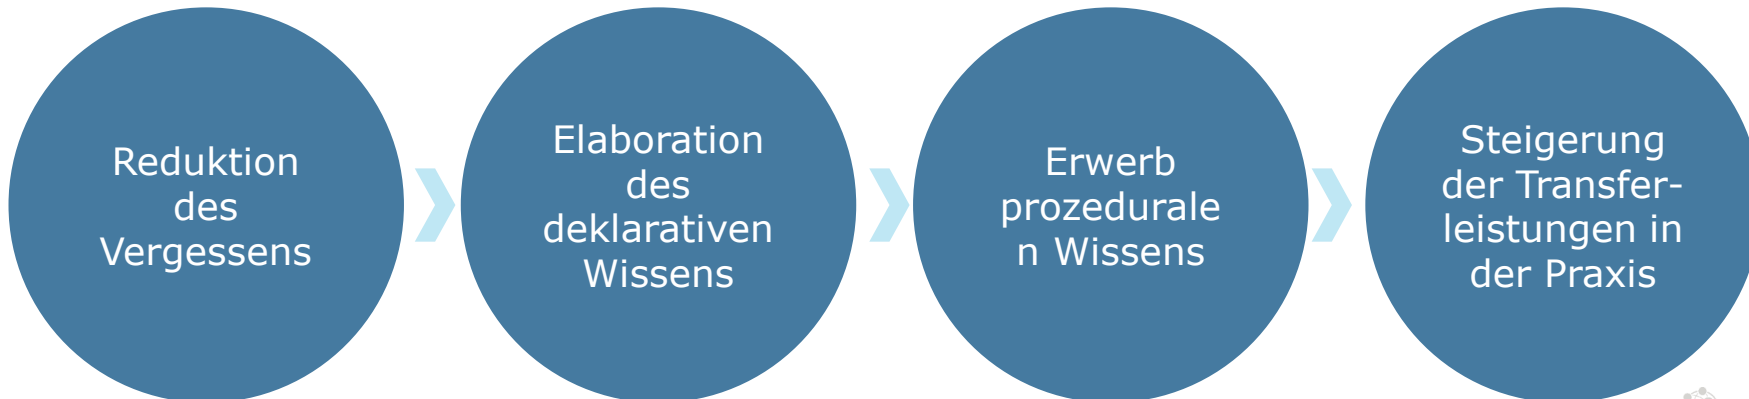 Reduktion
des
Vergessens
Elaboration
des
deklarativen
Wissens
Erwerb
prozedurale
n Wissens
Steigerung
der Transfer-
leistungen in
der Praxis